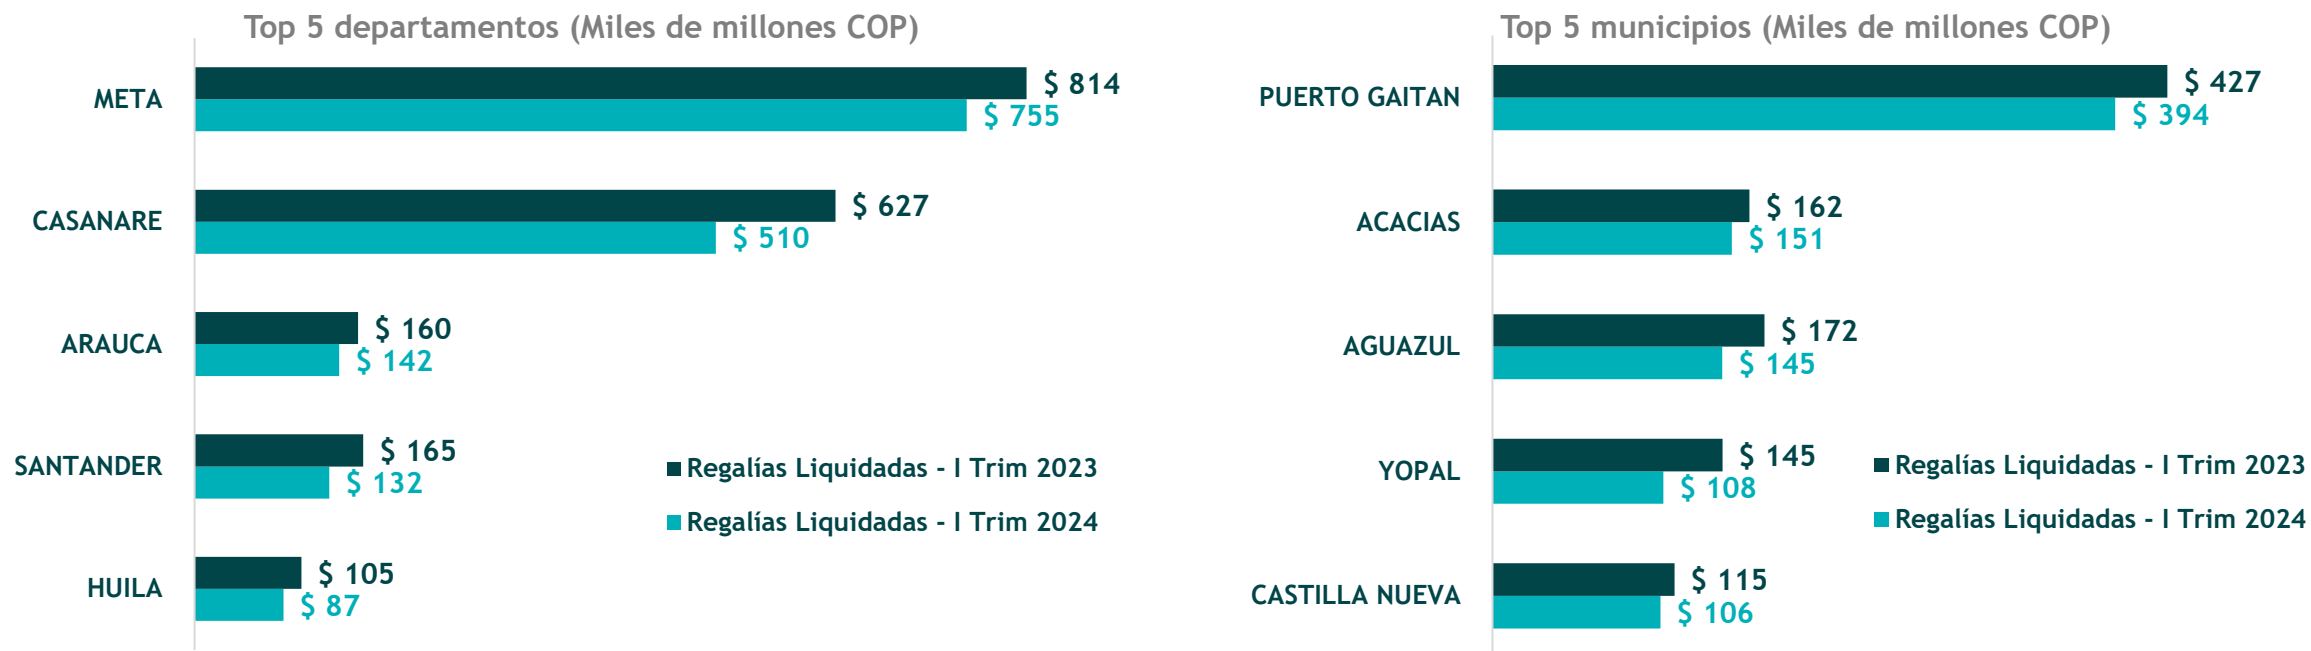 Top 5 departamentos (Miles de millones COP)
META
$ 814
$ 755
CASANARE
$ 627
$ 510
ARAUCA
$ 160
$ 142
SANTANDER
$ 165
$ 132
HUILA
$ 105
$ 87
Regalías Liquidadas - I Trim 2023
Regalías Liquidadas - I Trim 2024
Top 5 municipios (Miles de millones COP)
PUERTO GAITAN
$ 427
$ 394
ACACIAS
$ 162
$ 151
AGUAZUL
$ 172
$ 145
YOPAL
$ 145
$ 108
CASTILLA NUEVA
$ 115
$ 106
Regalías Liquidadas - I Trim 2023
Regalías Liquidadas - I Trim 2024